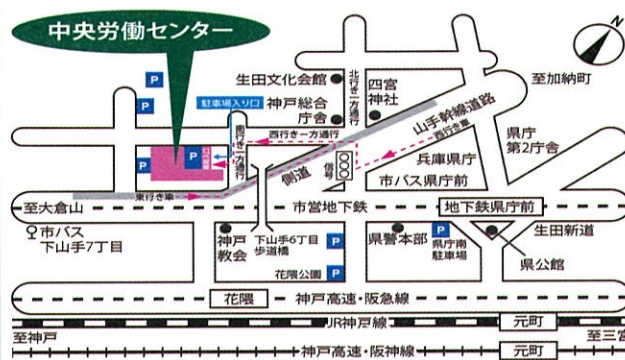 中央労働センター
N
P
生田文化会館
北行き一方通行
四宮
神社
至加納町
P
駐車場入り口
神戸総合
庁舎
山手幹線道路
西行き一方通行
西行き車
県庁
第2庁舎
南行き一方通行
P
P
信号
兵庫県庁
側道
市バス県庁前
東行き車
至大倉山
市営地下鉄
地下鉄県庁前
市バス
下山手7丁目
神戸
教会
下山手6丁目
歩道橋
P
県警本部
P
県庁南
駐車場
生田新道
県公館
花隈公園
P
花隈
神戸高速・阪急線
JR神戸線
元町
至神戸
至三宮
神戸高速・阪神線
元町